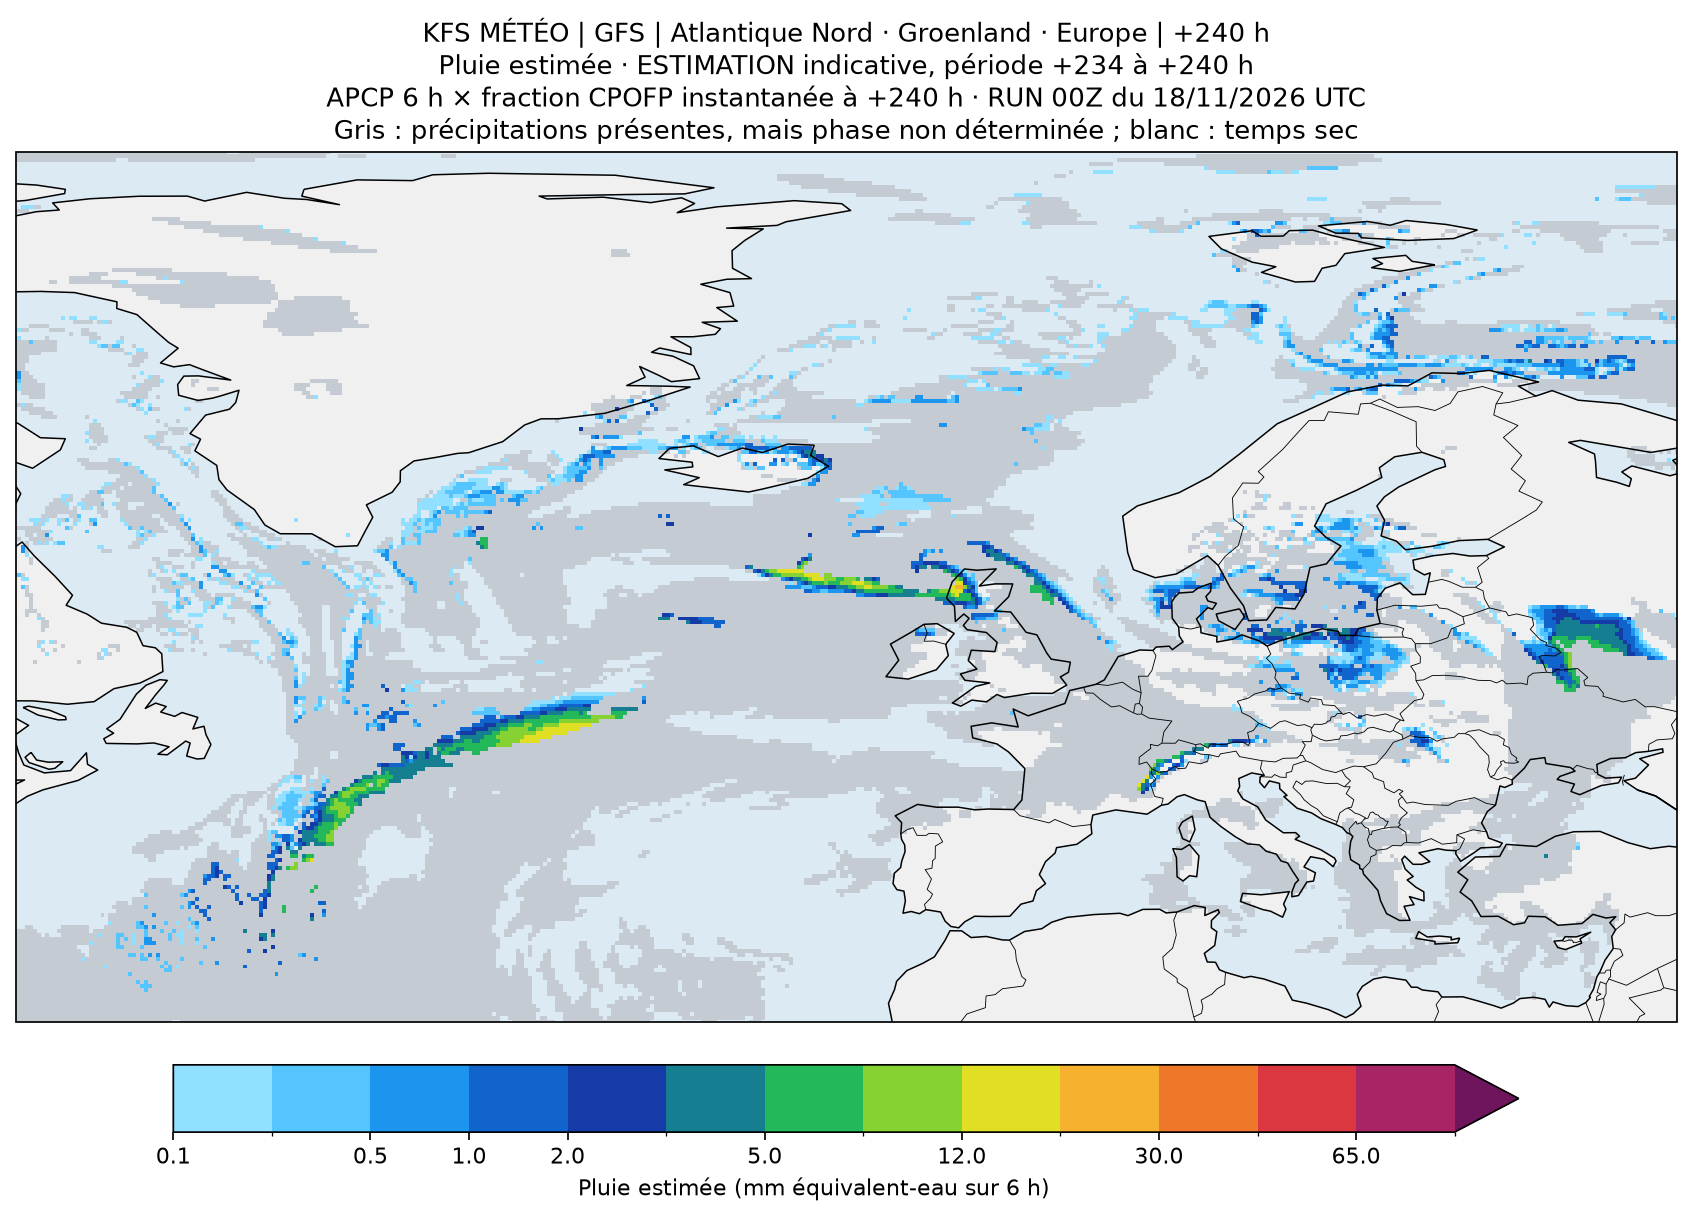 KFS MÉTÉO | GFS | Atlantique Nord · Groenland · Europe | +240 h
Pluie estimée · ESTIMATION indicative, période +234 à +240 h
APCP 6 h × fraction CPOFP instantanée à +240 h · RUN 00Z du 18/11/2026 UTC
Gris : précipitations présentes, mais phase non déterminée ; blanc : temps sec
0.1 0.5 1.0 2.0 5.0 12.0 30.0 65.0
Pluie estimée (mm équivalent-eau sur 6 h)